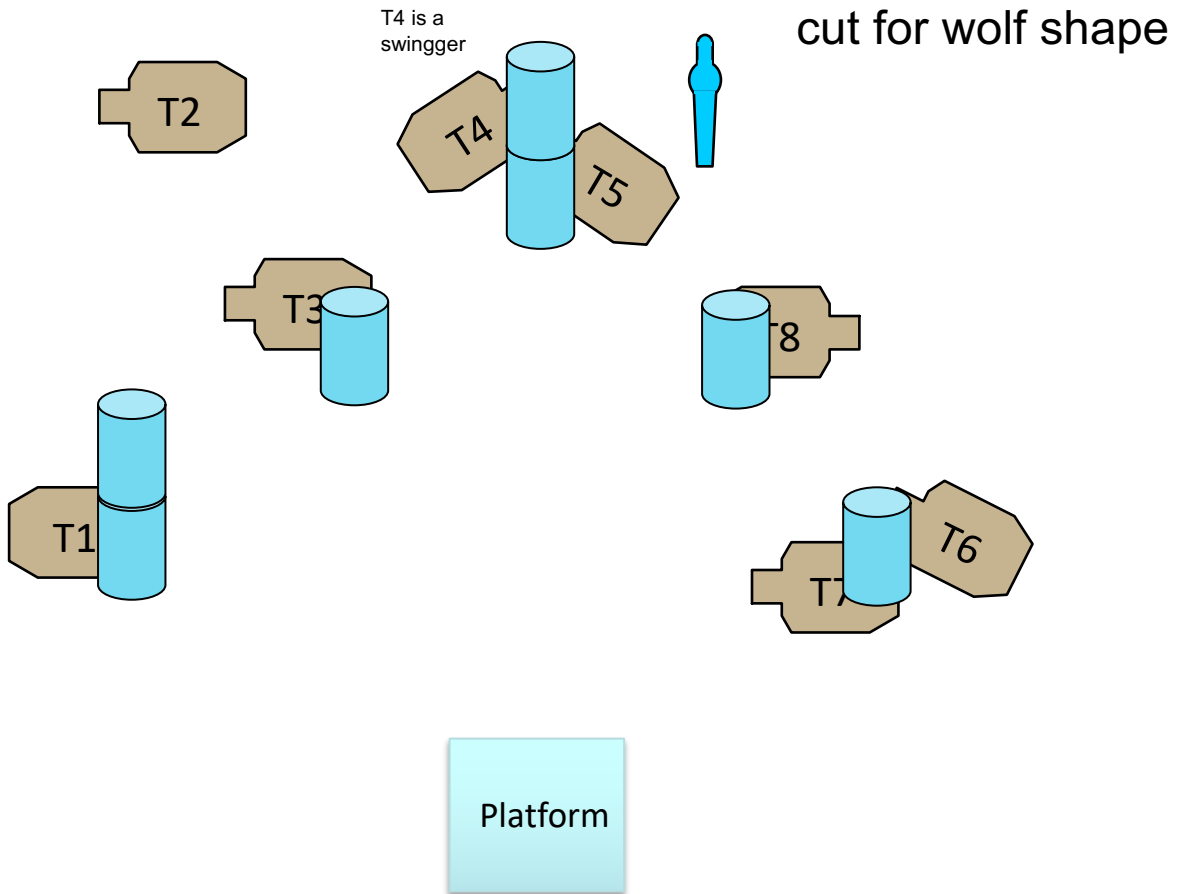 T4 is a
swingger
cut for wolf shape
T2
T4
T5
T3
T8
T1
T6
T7
Platform